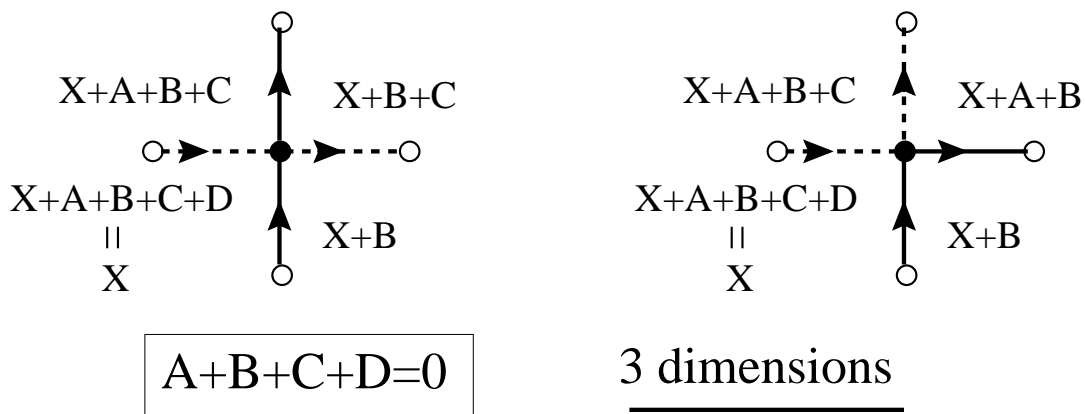 X+A+B+C
X+B+C
X+A+B+C+D
=
X
X+B
X+A+B+C
X+A+B
X+A+B+C+D
=
X
X+B
A+B+C+D=0
3 dimensions